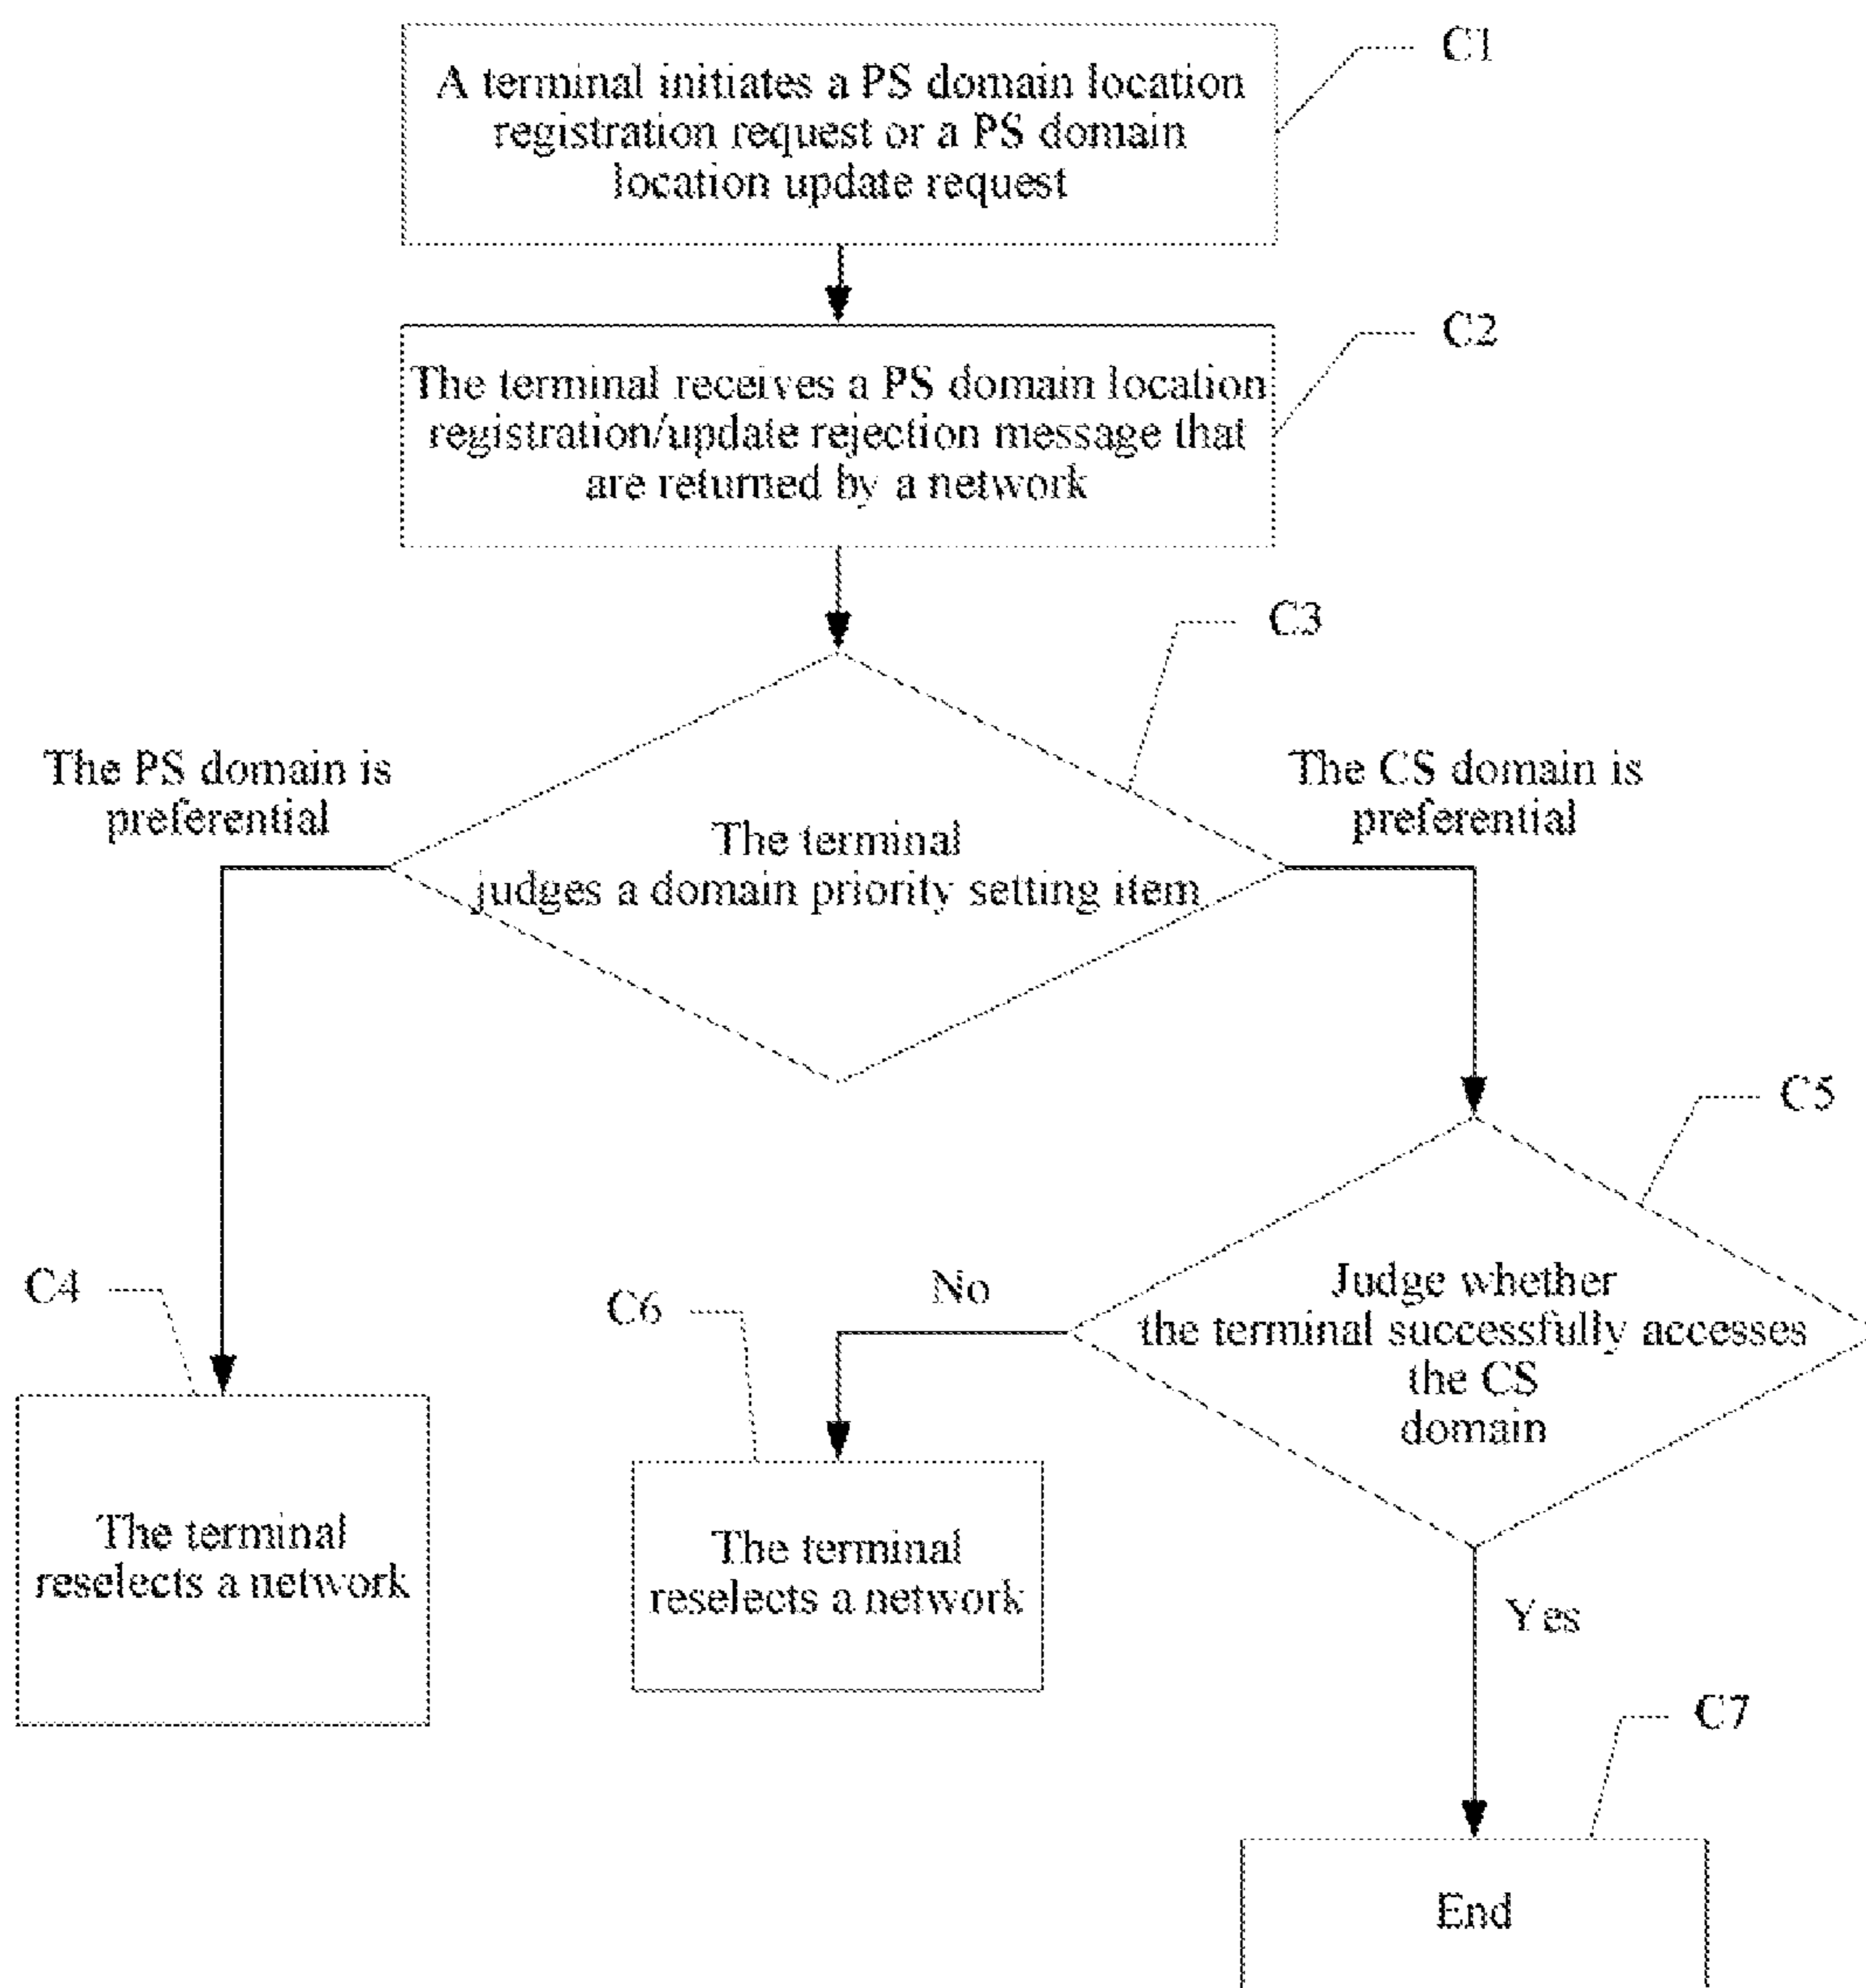 C1
A terminal initiates a PS domain location
registration request or a PS domain
location update request
C2
The terminal receives a PS domain location
registration/update rejection message that
are returned by a network
C3
The PS domain is
preferential
The CS domain is
preferential
The terminal
judges a domain priority setting item
C5
C4
C6
No
Judge whether
the terminal successfully accesses
the CS
domain
The terminal
reselects a network
The terminal
reselects a network
Yes
C7
End